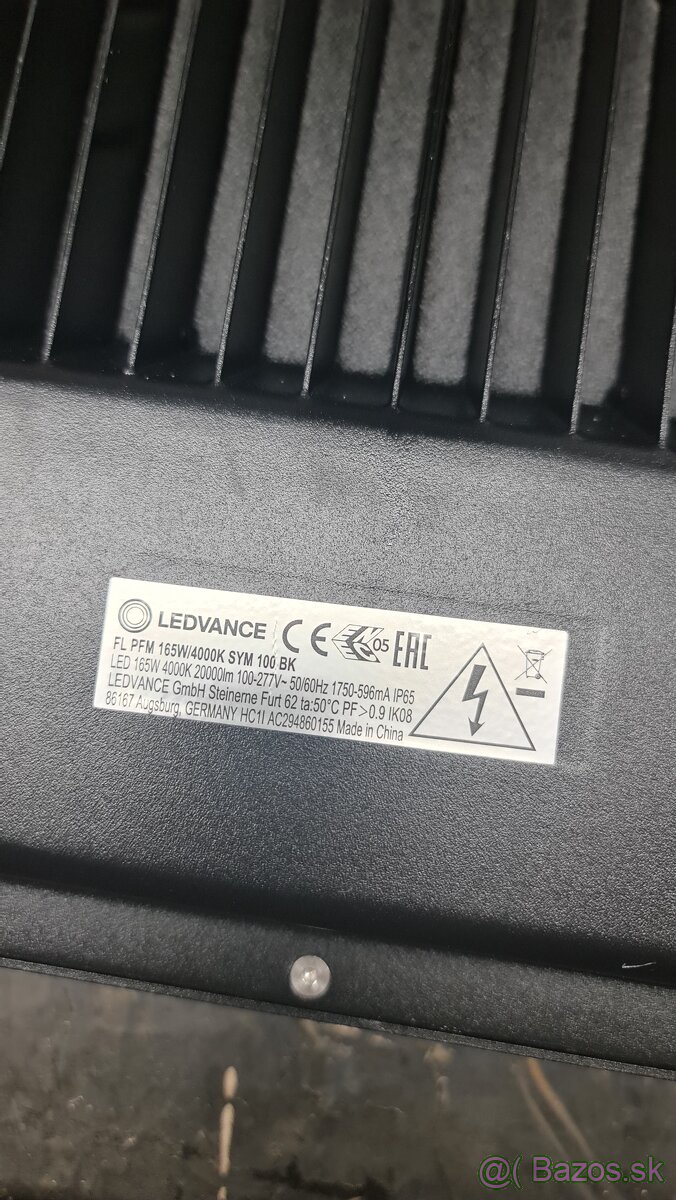 LEDVANCE CE 05 EAC
FL PFM 165W/4000K SYM 100 BK
LED 165W 4000K 20000lm 100-277V~ 50/60Hz 1750-596mA IP65
LEDVANCE GmbH Steinerne Furt 62 ta:50°C PF>0.9 IK08
86167 Augsburg, GERMANY HC1I AC294860155 Made in China
@( Bazos.sk